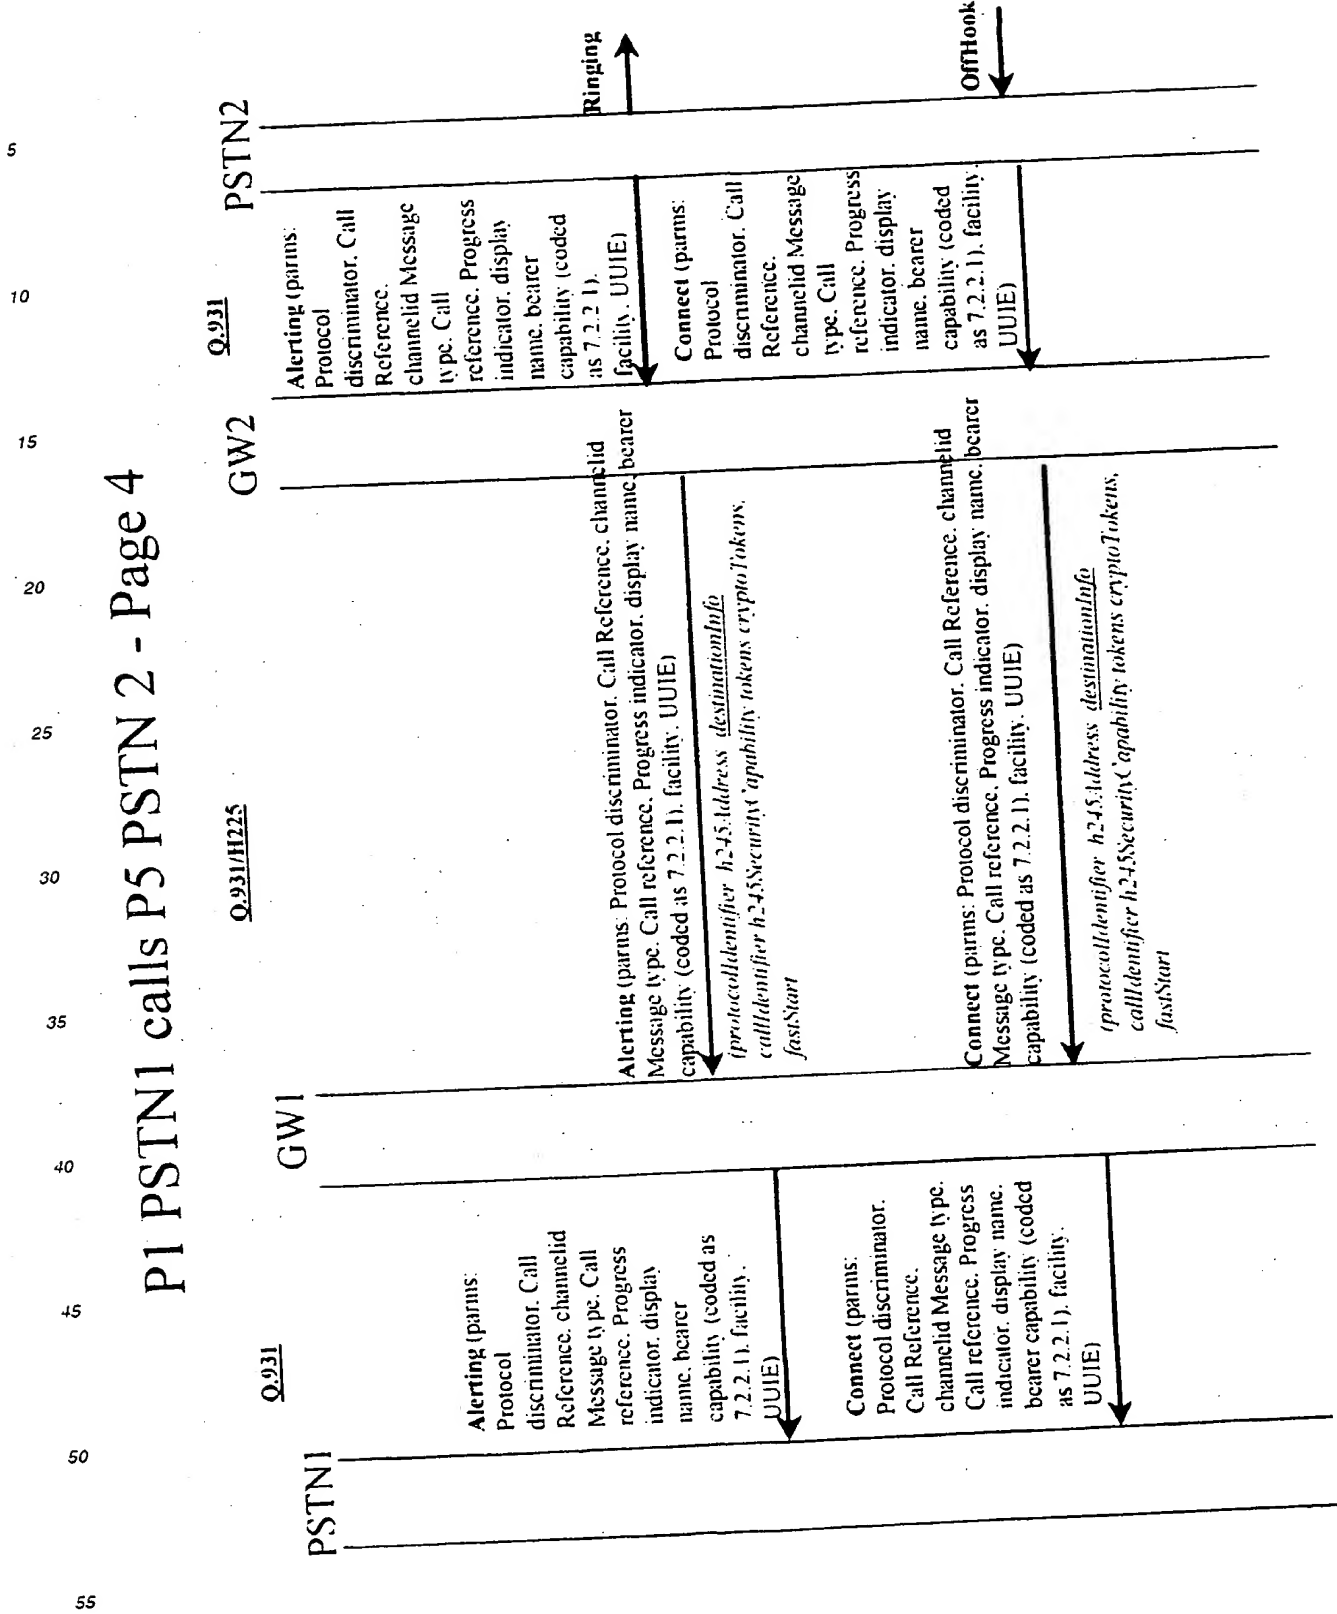 P1 PSTN1 calls P5 PSTN 2 - Page 4
Q.931
Q.931/H225
Q.931
PSTN1
GW1
GW2
PSTN2
Alerting (parms:
Protocol
discriminator. Call
Reference. channelid
Message type. Call
reference. Progress
indicator. display
name. bearer
capability (coded as
7.2.2.1). facility.
UUIE)
Connect (parms:
Protocol discriminator.
Call Reference.
channelid Message type.
Call reference. Progress
indicator. display name.
bearer capability (coded
as 7.2.2.1). facility.
UUIE)
Alerting (parms: Protocol discriminator. Call Reference. channelid
Message type. Call reference. Progress indicator. display name. bearer
capability (coded as 7.2.2.1). facility. UUIE)
(protocolIdentifier h245Address destinationInfo
callIdentifier h245SecurityCapability tokens cryptoTokens.
fastStart
Connect (parms: Protocol discriminator. Call Reference. channelid
Message type. Call reference. Progress indicator. display name. bearer
capability (coded as 7.2.2.1). facility. UUIE)
(protocolIdentifier h245Address destinationInfo
callIdentifier h245SecurityCapability tokens cryptoTokens.
fastStart
Alerting (parms:
Protocol
discriminator. Call
Reference.
channelid Message
type. Call
reference. Progress
indicator. display
name. bearer
capability (coded
as 7.2.2.1).
facility. UUIE)
Connect (parms:
Protocol
discriminator. Call
Reference.
channelid Message
type. Call
reference. Progress
indicator. display
name. bearer
capability (coded
as 7.2.2.1). facility.
UUIE)
Ringing
OffHook
5
10
15
20
25
30
35
40
45
50
55